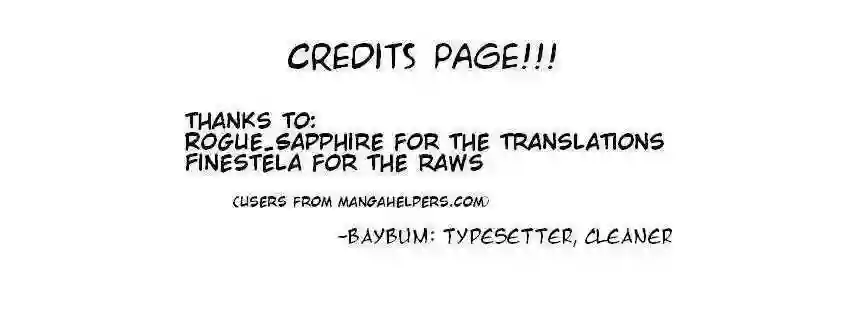 CREDITS PAGE!!!
THANKS TO:
ROGUE_SAPPHIRE FOR THE TRANSLATIONS
FINESTELA FOR THE RAWS
(USERS FROM MANGAHELPERS.COM)
-BAYBUM: TYPESETTER, CLEANER